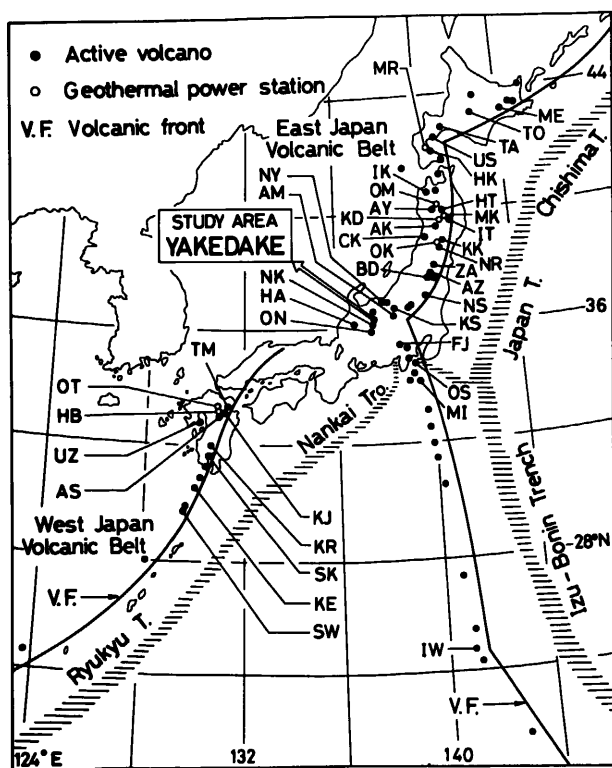 Active volcano
Geothermal power station
V.F. Volcanic front
East Japan
Volcanic Belt
MR
44
ME
TO
TA
US
HK
NY
AM
IK
OM
AY
KD
AK
CK
OK
BD
HT
MK
IT
KK
NR
ZA
AZ
NS
KS
FJ
STUDY AREA
YAKEDAKE
NK
HA
ON
36
Chishima T.
Japan T.
TM
OT
HB
UZ
AS
OS
MI
Nankai Tro.
West Japan
Volcanic Belt
KJ
KR
SK
KE
SW
V.F.
Ryukyu T.
28°N
Izu-Bonin Trench
IW
V.F.
124°E
132
140